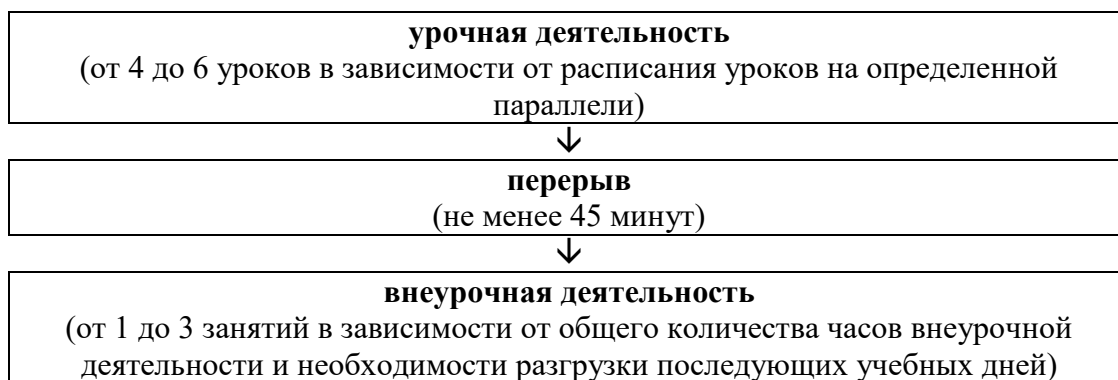 урочная деятельность
(от 4 до 6 уроков в зависимости от расписания уроков на определенной
параллели)
↓
перерыв
(не менее 45 минут)
↓
внеурочная деятельность
(от 1 до 3 занятий в зависимости от общего количества часов внеурочной
деятельности и необходимости разгрузки последующих учебных дней)